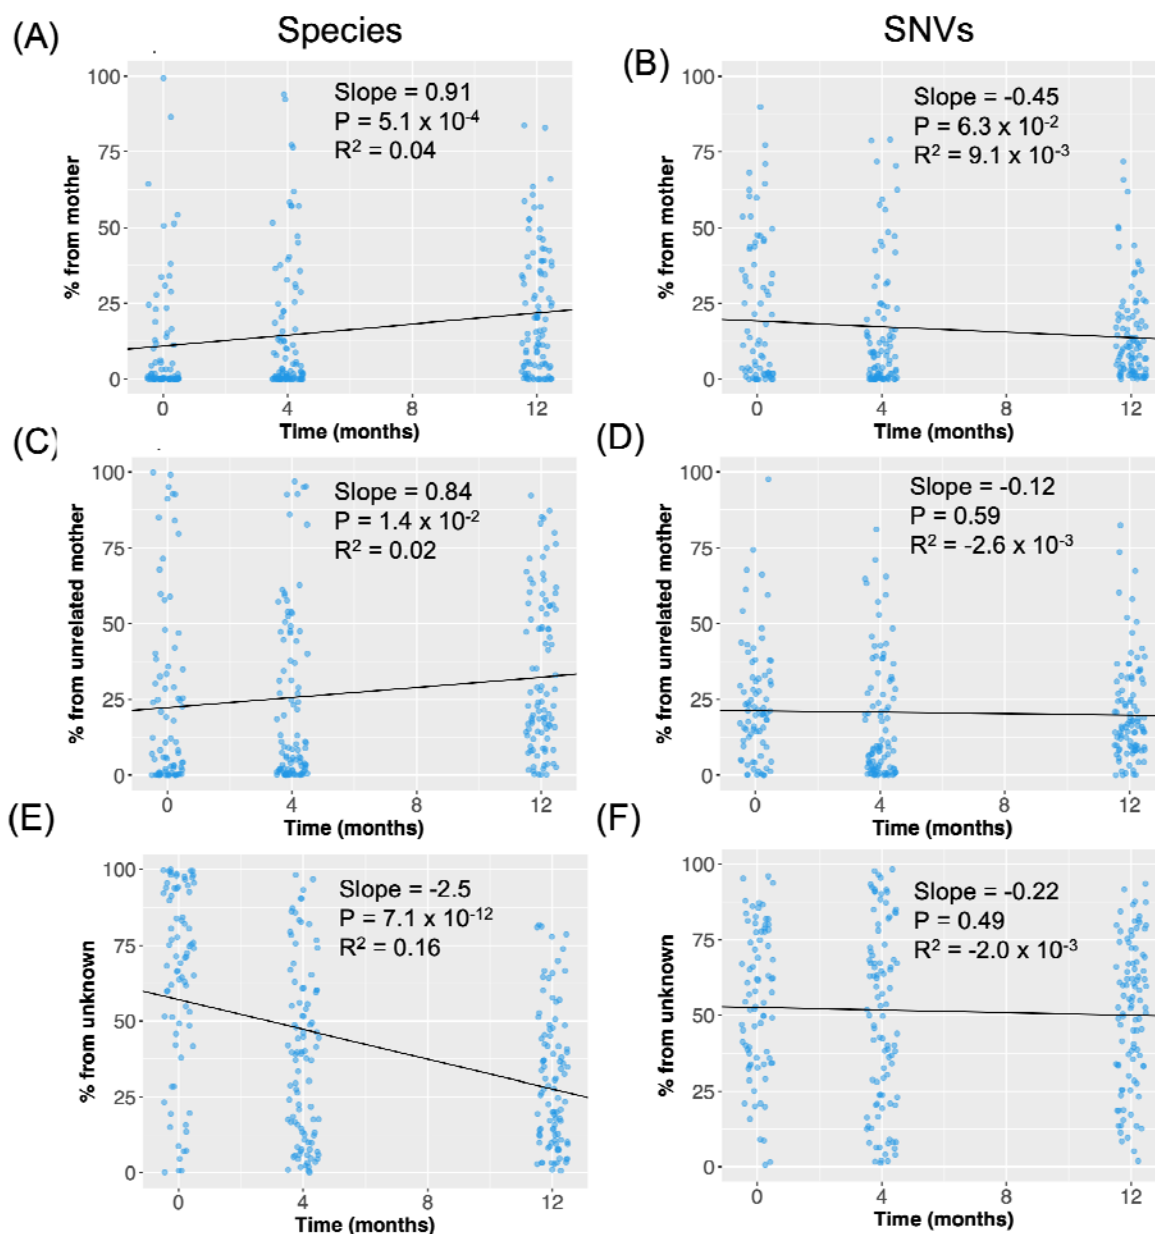 Species
SNVs
(A)
100
75
50
25
0
% from mother
Slope = 0.91
P = 5.1 x 10-4
R2 = 0.04
0 4 8 12
Time (months)
(B)
100
75
50
25
0
% from mother
Slope = -0.45
P = 6.3 x 10-2
R2 = 9.1 x 10-3
0 4 8 12
Time (months)
(C)
100
75
50
25
0
% from unrelated mother
Slope = 0.84
P = 1.4 x 10-2
R2 = 0.02
0 4 8 12
Time (months)
(D)
100
75
50
25
0
% from unrelated mother
Slope = -0.12
P = 0.59
R2 = -2.6 x 10-3
0 4 8 12
Time (months)
(E)
100
75
50
25
0
% from unknown
Slope = -2.5
P = 7.1 x 10-12
R2 = 0.16
0 4 8 12
Time (months)
(F)
100
75
50
25
0
% from unknown
Slope = -0.22
P = 0.49
R2 = -2.0 x 10-3
0 4 8 12
Time (months)